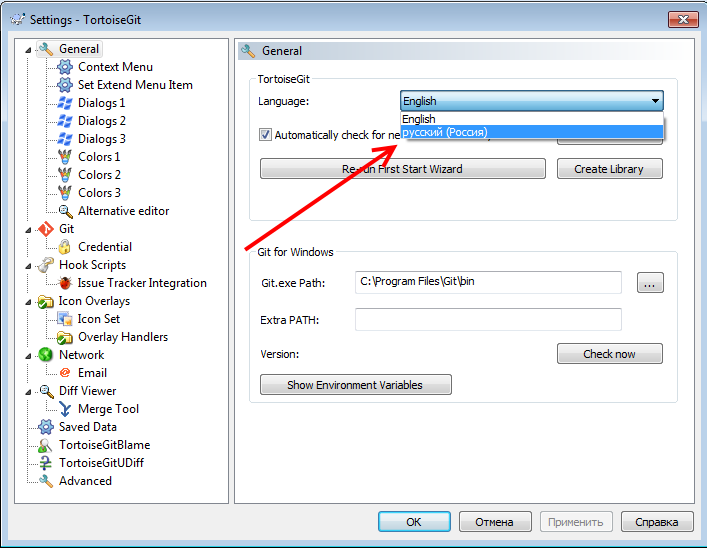 Settings - TortoiseGit
General
Context Menu
Set Extend Menu Item
Dialogs 1
Dialogs 2
Dialogs 3
Colors 1
Colors 2
Colors 3
Alternative editor
Git
Credential
Hook Scripts
Issue Tracker Integration
Icon Overlays
Icon Set
Overlay Handlers
Network
Email
Diff Viewer
Merge Tool
Saved Data
TortoiseGitBlame
TortoiseGitUDiff
Advanced
General
TortoiseGit
Language:
English
English
русский (Россия)
Automatically check for
Re-run First Start Wizard
Create Library
Git for Windows
Git.exe Path:
C:\Program Files\Git\bin
...
Extra PATH:
Version:
Check now
Show Environment Variables
OK
Отмена
Применить
Справка